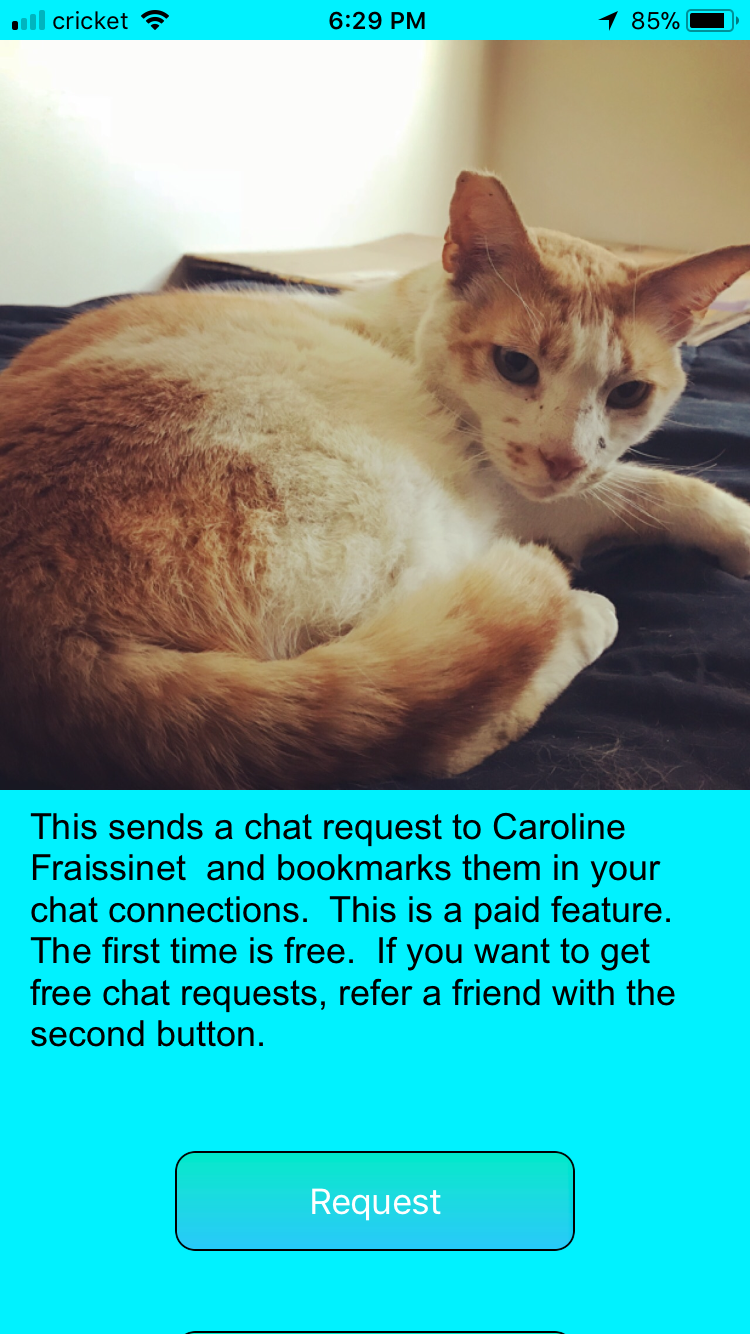 cricket 6:29 PM 85%
This sends a chat request to Caroline
Fraissinet  and bookmarks them in your
chat connections.  This is a paid feature.
The first time is free.  If you want to get
free chat requests, refer a friend with the
second button.
Request